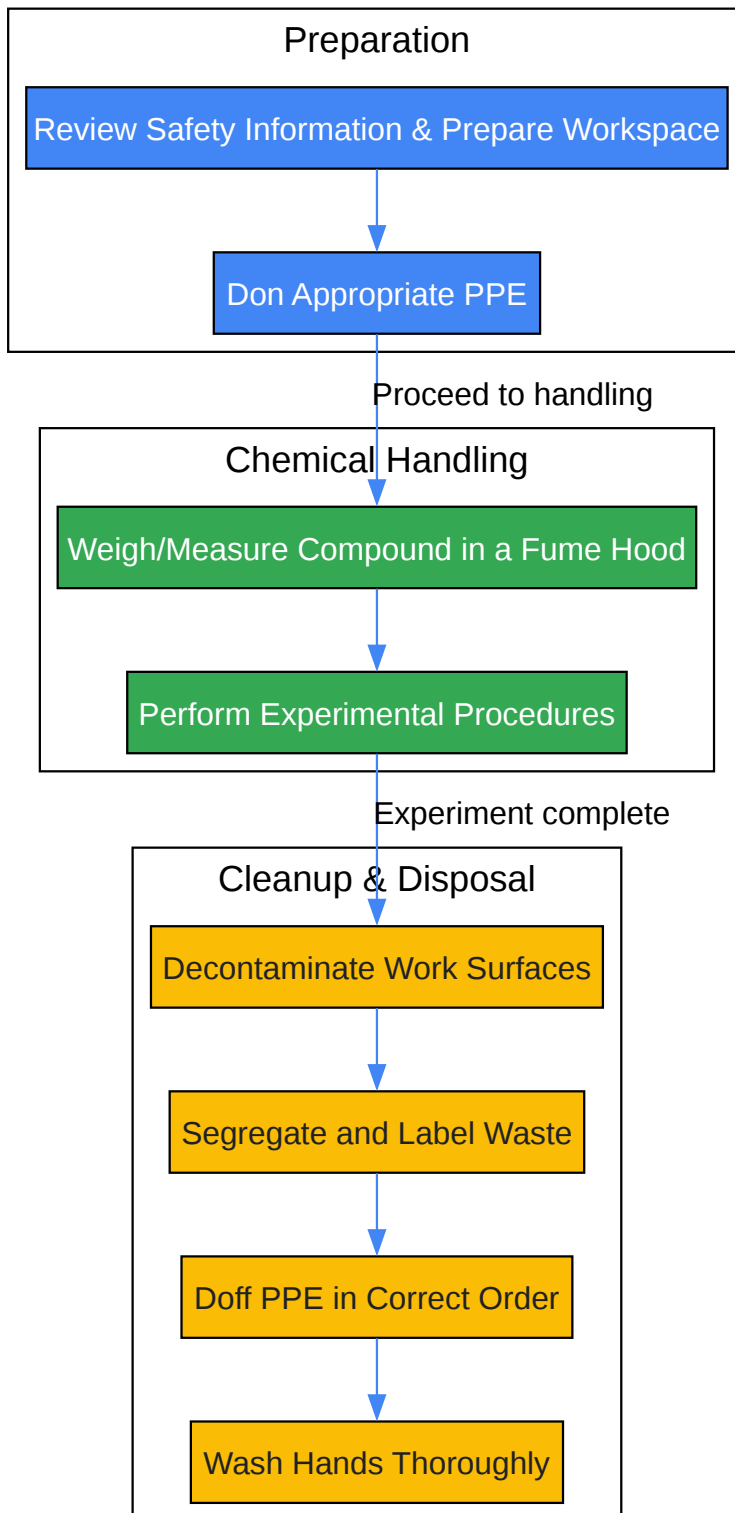 Preparation
Review Safety Information & Prepare Workspace
Don Appropriate PPE
Proceed to handling
Chemical Handling
Weigh/Measure Compound in a Fume Hood
Perform Experimental Procedures
Experiment complete
Cleanup & Disposal
Decontaminate Work Surfaces
Segregate and Label Waste
Doff PPE in Correct Order
Wash Hands Thoroughly